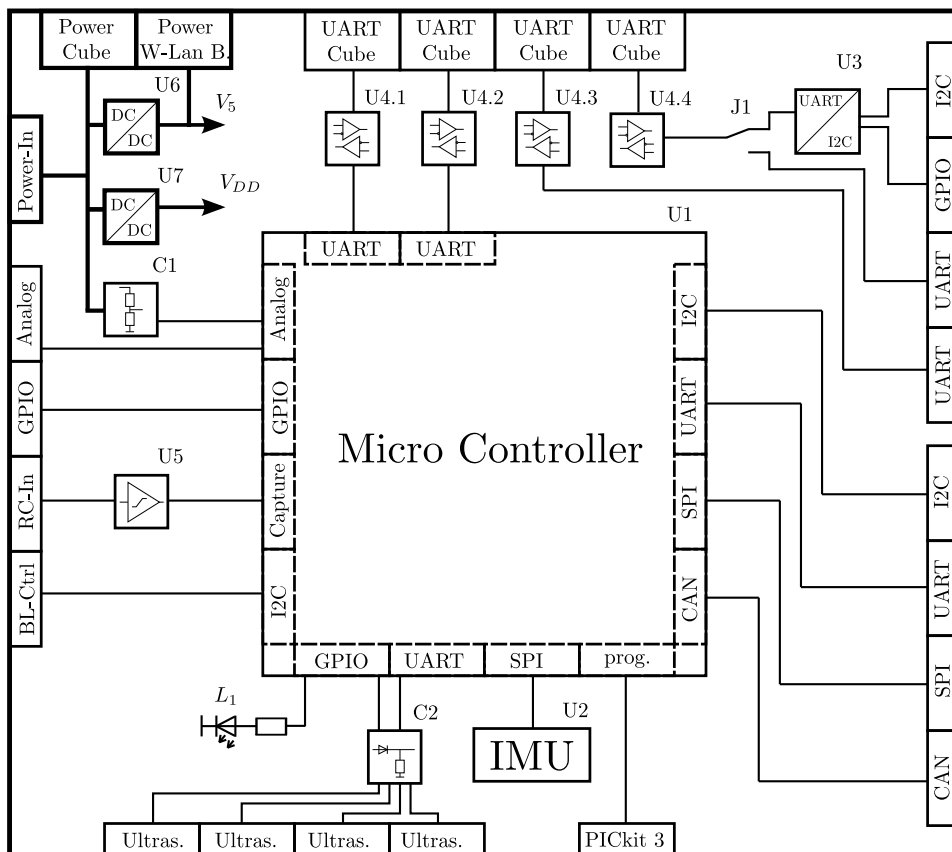 Power
Cube
Power
W-Lan B.
UART
Cube
UART
Cube
UART
Cube
UART
Cube
U6
V5
U4.1
U4.2
U4.3
U4.4
J1
U3
UART
I2C
DC
DC
U7
VDD
DC
DC
C1
U1
Power-In
Analog
GPIO
RC-In
BL-Ctrl
U5
UART
UART
Analog
GPIO
Capture
I2C
Micro Controller
I2C
UART
SPI
CAN
GPIO
UART
SPI
prog.
I2C
GPIO
UART
UART
I2C
UART
SPI
CAN
L1
C2
U2
IMU
Ultras.
Ultras.
Ultras.
Ultras.
PICkit 3